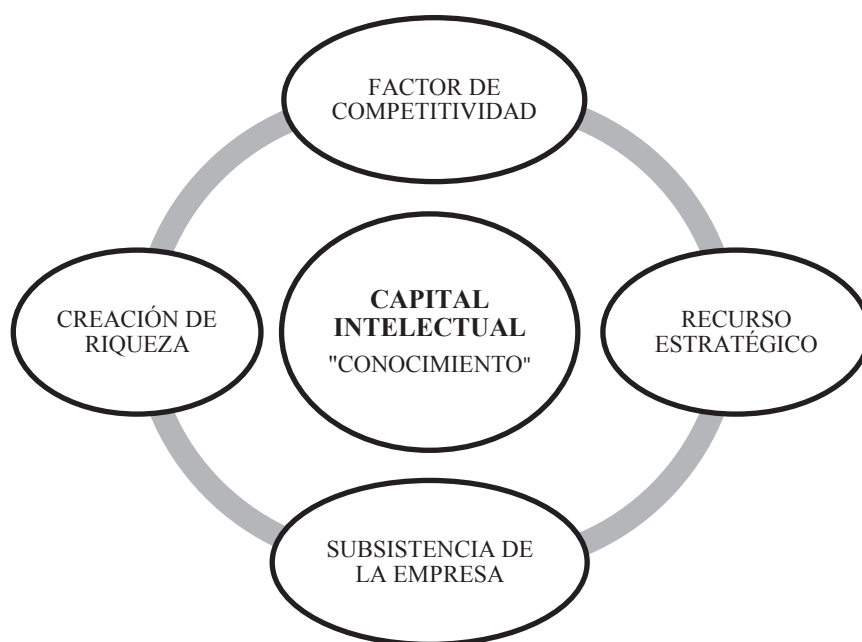 FACTOR DE
COMPETITIVIDAD
CREACIÓN DE
RIQUEZA
CAPITAL
INTELECTUAL
"CONOCIMIENTO"
RECURSO
ESTRATÉGICO
SUBSISTENCIA DE
LA EMPRESA